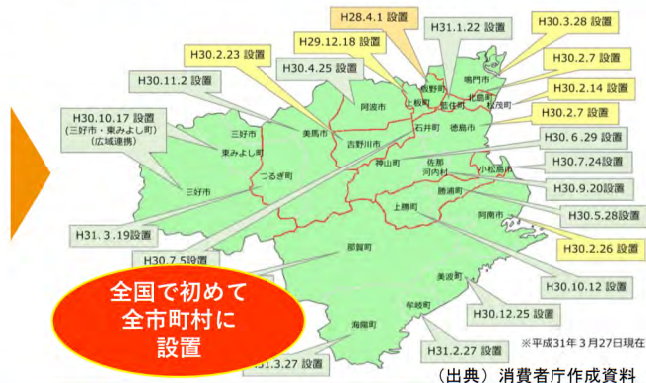 H28.4.1 設置
H31.1.22 設置
H30.3.28 設置
H29.12.18 設置
H30.2.23 設置
H30.4.25 設置
H30.2.7 設置
H30.11.2 設置
H30.2.14 設置
H30.2.7 設置
H30.10.17 設置
(三好市・東みよし町)
(広域連携)
鳴門市
板野町
北島町
松茂町
上板町
藍住町
阿波市
石井町
徳島市
三好市
美馬市
吉野川市
東みよし町
神山町
H30.6.29 設置
佐那
河内村
小松島市
H30.7.24設置
つるぎ町
三好市
勝浦町
H30.9.20設置
上勝町
H30.5.28設置
阿南市
H31.3.19設置
H30.2.26 設置
那賀町
H30.7.5設置
H30.10.12 設置
美波町
全国で初めて
全市町村に
設置
H30.12.25 設置
牟岐町
海陽町
※平成31年3月27日現在
H31.2.27 設置
1.3.27 設置
(出典)消費者庁作成資料